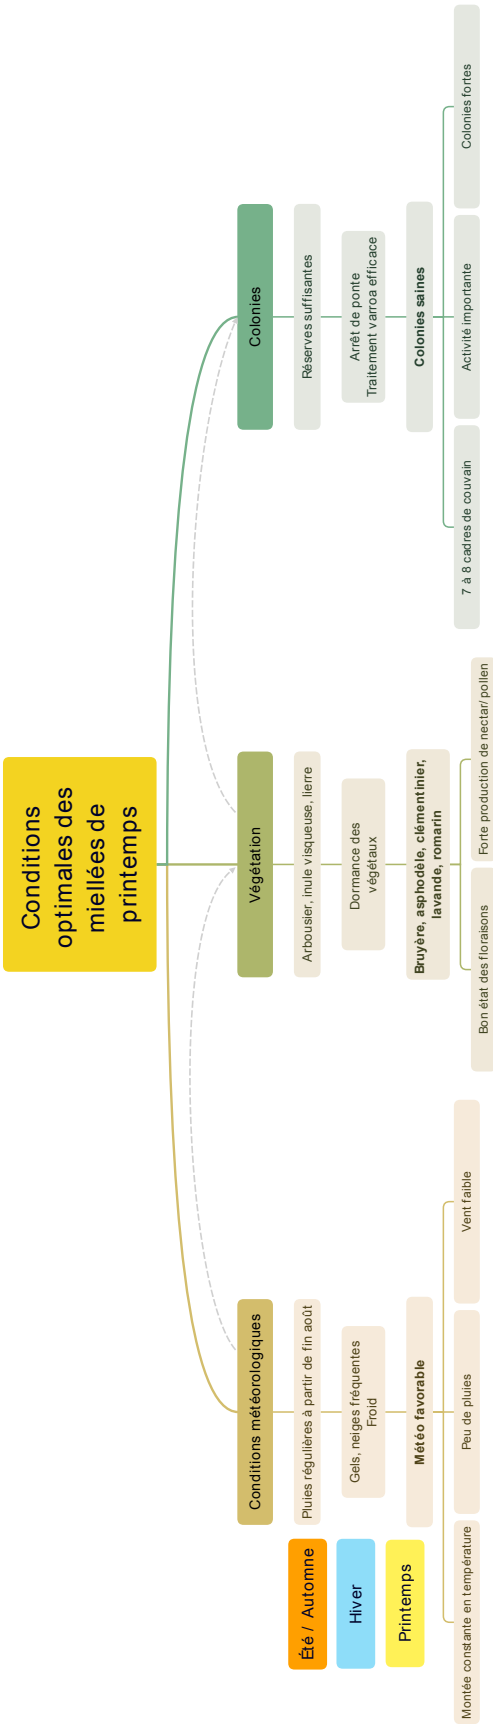 Conditions
optimales des
miellées de
printemps
Conditions météorologiques
Végétation
Colonies
Été / Automne
Pluies régulières à partir de fin août
Arbousier, inule visqueuse, lierre
Réserves suffisantes
Hiver
Gels, neiges fréquentes
Froid
Dormance des
végétaux
Arrêt de ponte
Traitement varroa efficace
Printemps
Météo favorable
Bruyère, asphodèle, clémentinier,
lavande, romarin
Colonies saines
Montée constante en température
Peu de pluies
Vent faible
Bon état des floraisons
Forte production de nectar/ pollen
7 à 8 cadres de couvain
Activité importante
Colonies fortes